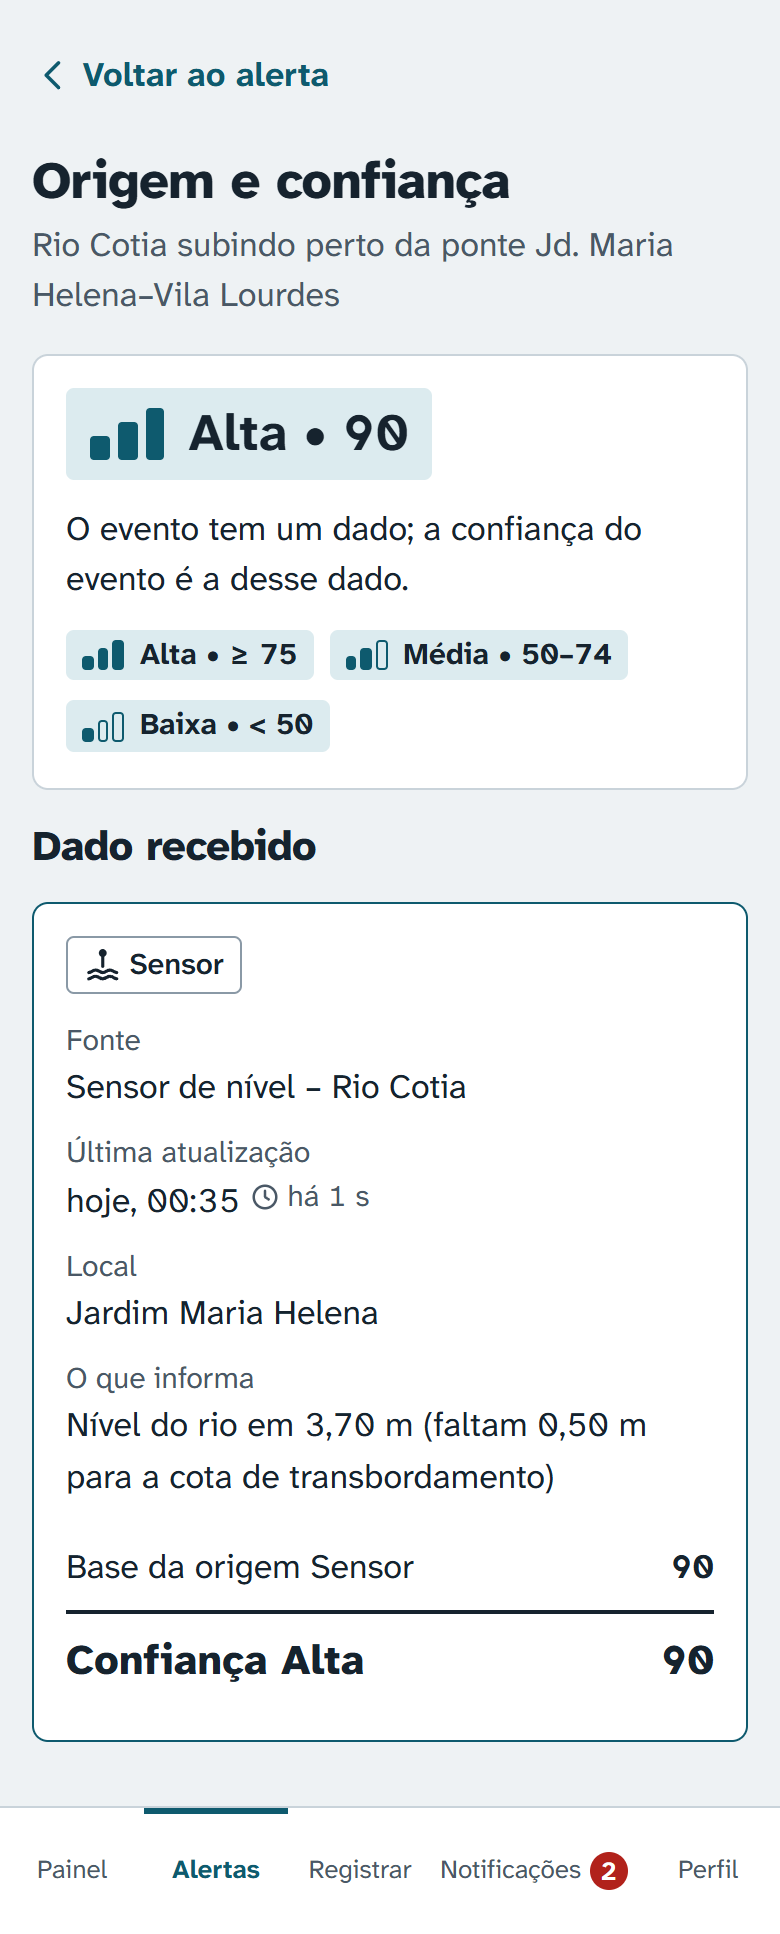 Voltar ao alerta
Origem e confiança
Rio Cotia subindo perto da ponte Jd. Maria
Helena–Vila Lourdes
Alta • 90
O evento tem um dado; a confiança do
evento é a desse dado.
Alta • ≥ 75
Média • 50–74
Baixa • < 50
Dado recebido
Sensor
Fonte
Sensor de nível – Rio Cotia
Última atualização
hoje, 00:35 há 1 s
Local
Jardim Maria Helena
O que informa
Nível do rio em 3,70 m (faltam 0,50 m
para a cota de transbordamento)
Base da origem Sensor 90
Confiança Alta 90
Painel Alertas Registrar Notificações 2 Perfil